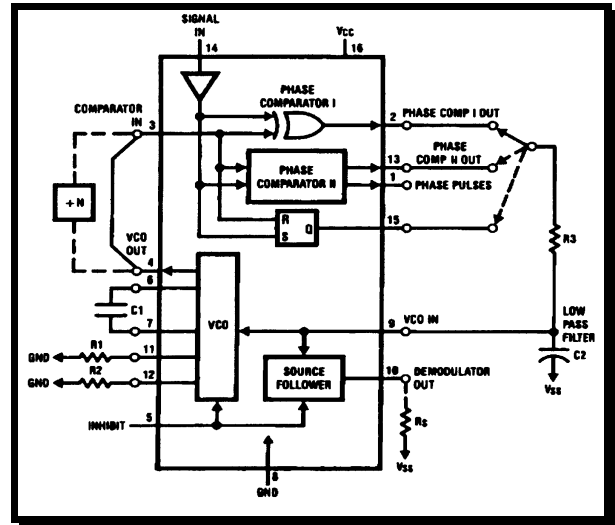 SIGNAL
IN
14
VCC
16
PHASE
COMPARATOR I
COMPARATOR
IN
3
2
PHASE COMP I OUT
PHASE
COMP II OUT
13
1
PHASE PULSES
PHASE
COMPARATOR II
÷N
R
S
Q
15
VCO
OUT
4
6
C1
7
VCO
9
VCO IN
R3
LOW
PASS
FILTER
C2
VSS
GND
R1
11
GND
R2
12
SOURCE
FOLLOWER
10
DEMODULATOR
OUT
RS
VSS
INHIBIT
5
8
GND